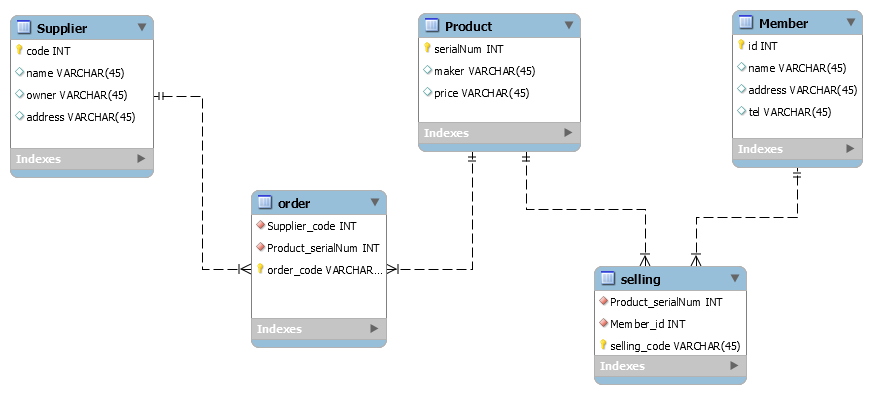 Supplier
code INT
name VARCHAR(45)
owner VARCHAR(45)
address VARCHAR(45)
Indexes
Product
serialNum INT
maker VARCHAR(45)
price VARCHAR(45)
Indexes
Member
id INT
name VARCHAR(45)
address VARCHAR(45)
tel VARCHAR(45)
Indexes
order
Supplier_code INT
Product_serialNum INT
order_code VARCHAR...
Indexes
selling
Product_serialNum INT
Member_id INT
selling_code VARCHAR(45)
Indexes